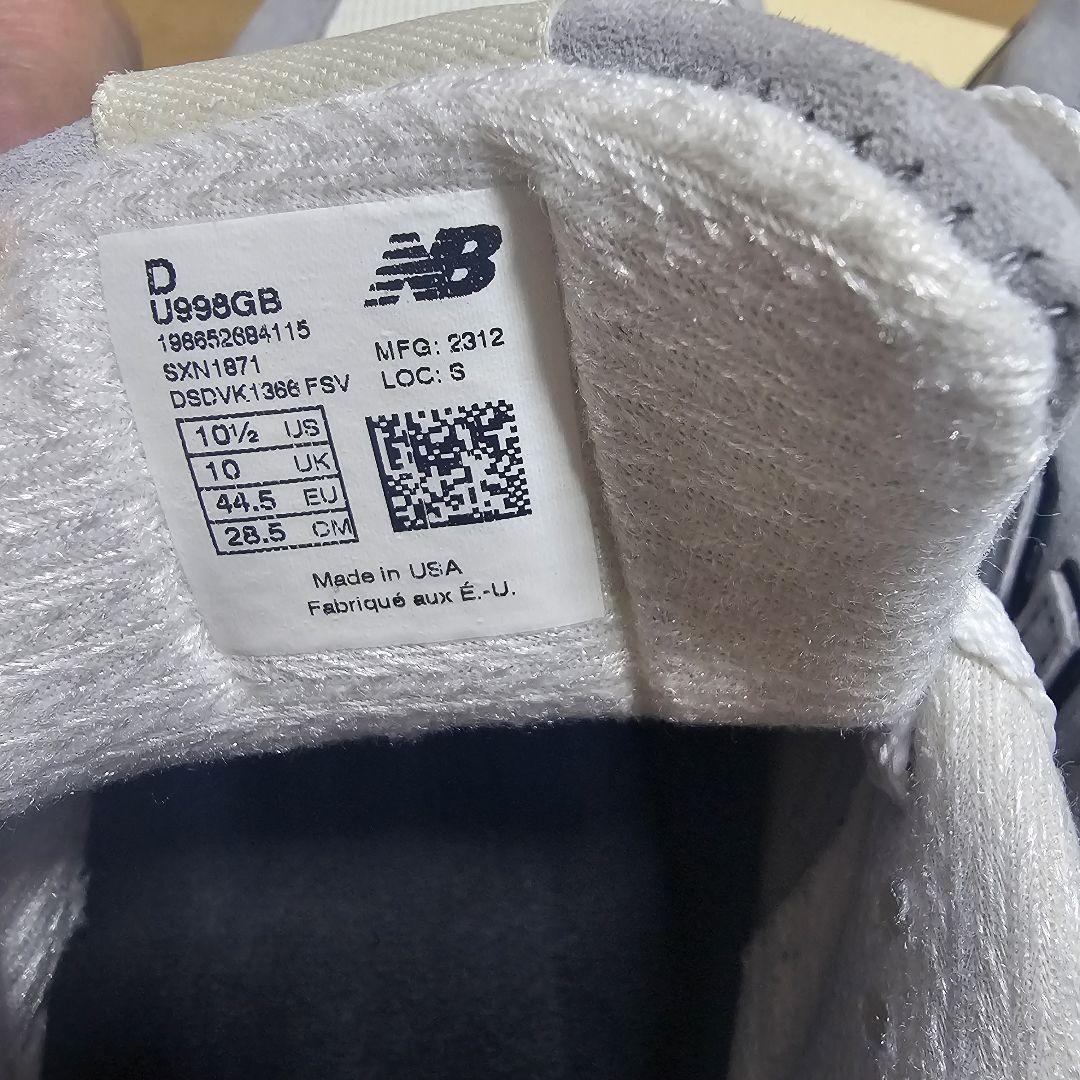 D
U998GB
198652684115
SXN1871
DSDVK1366 FSV
10½ US
10 UK
44.5 EU
28.5 CM
NB
MFG: 2312
LOC: S
Made in USA
Fabriqué aux É.-U.